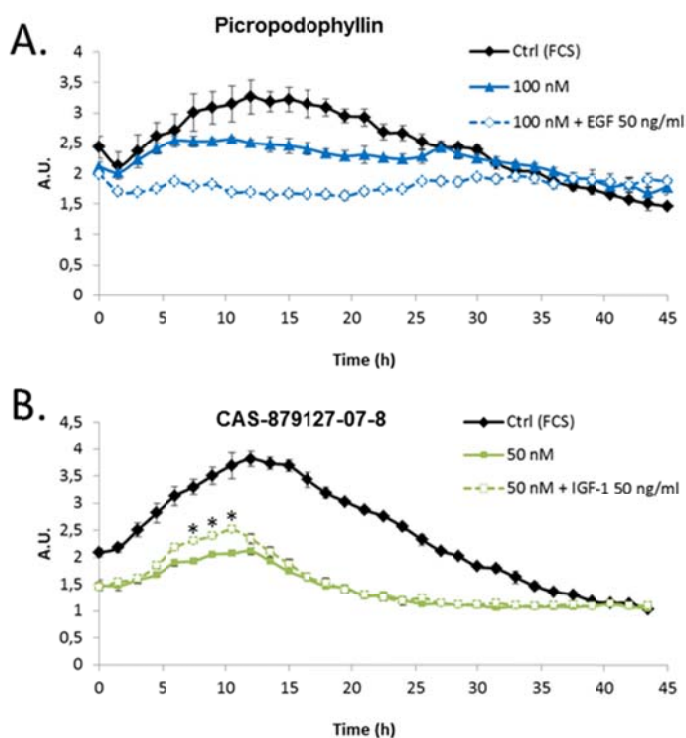 A.
Picropodophyllin
4
3,5
3
2,5
2
1,5
1
0,5
0
A.U.
Ctrl (FCS)
100 nM
100 nM + EGF 50 ng/ml
0 5 10 15 20 25 30 35 40 45
Time (h)
B.
CAS-879127-07-8
4,5
4
3,5
3
2,5
2
1,5
1
0,5
0
A.U.
Ctrl (FCS)
50 nM
50 nM + IGF-1 50 ng/ml
* * *
0 5 10 15 20 25 30 35 40 45
Time (h)